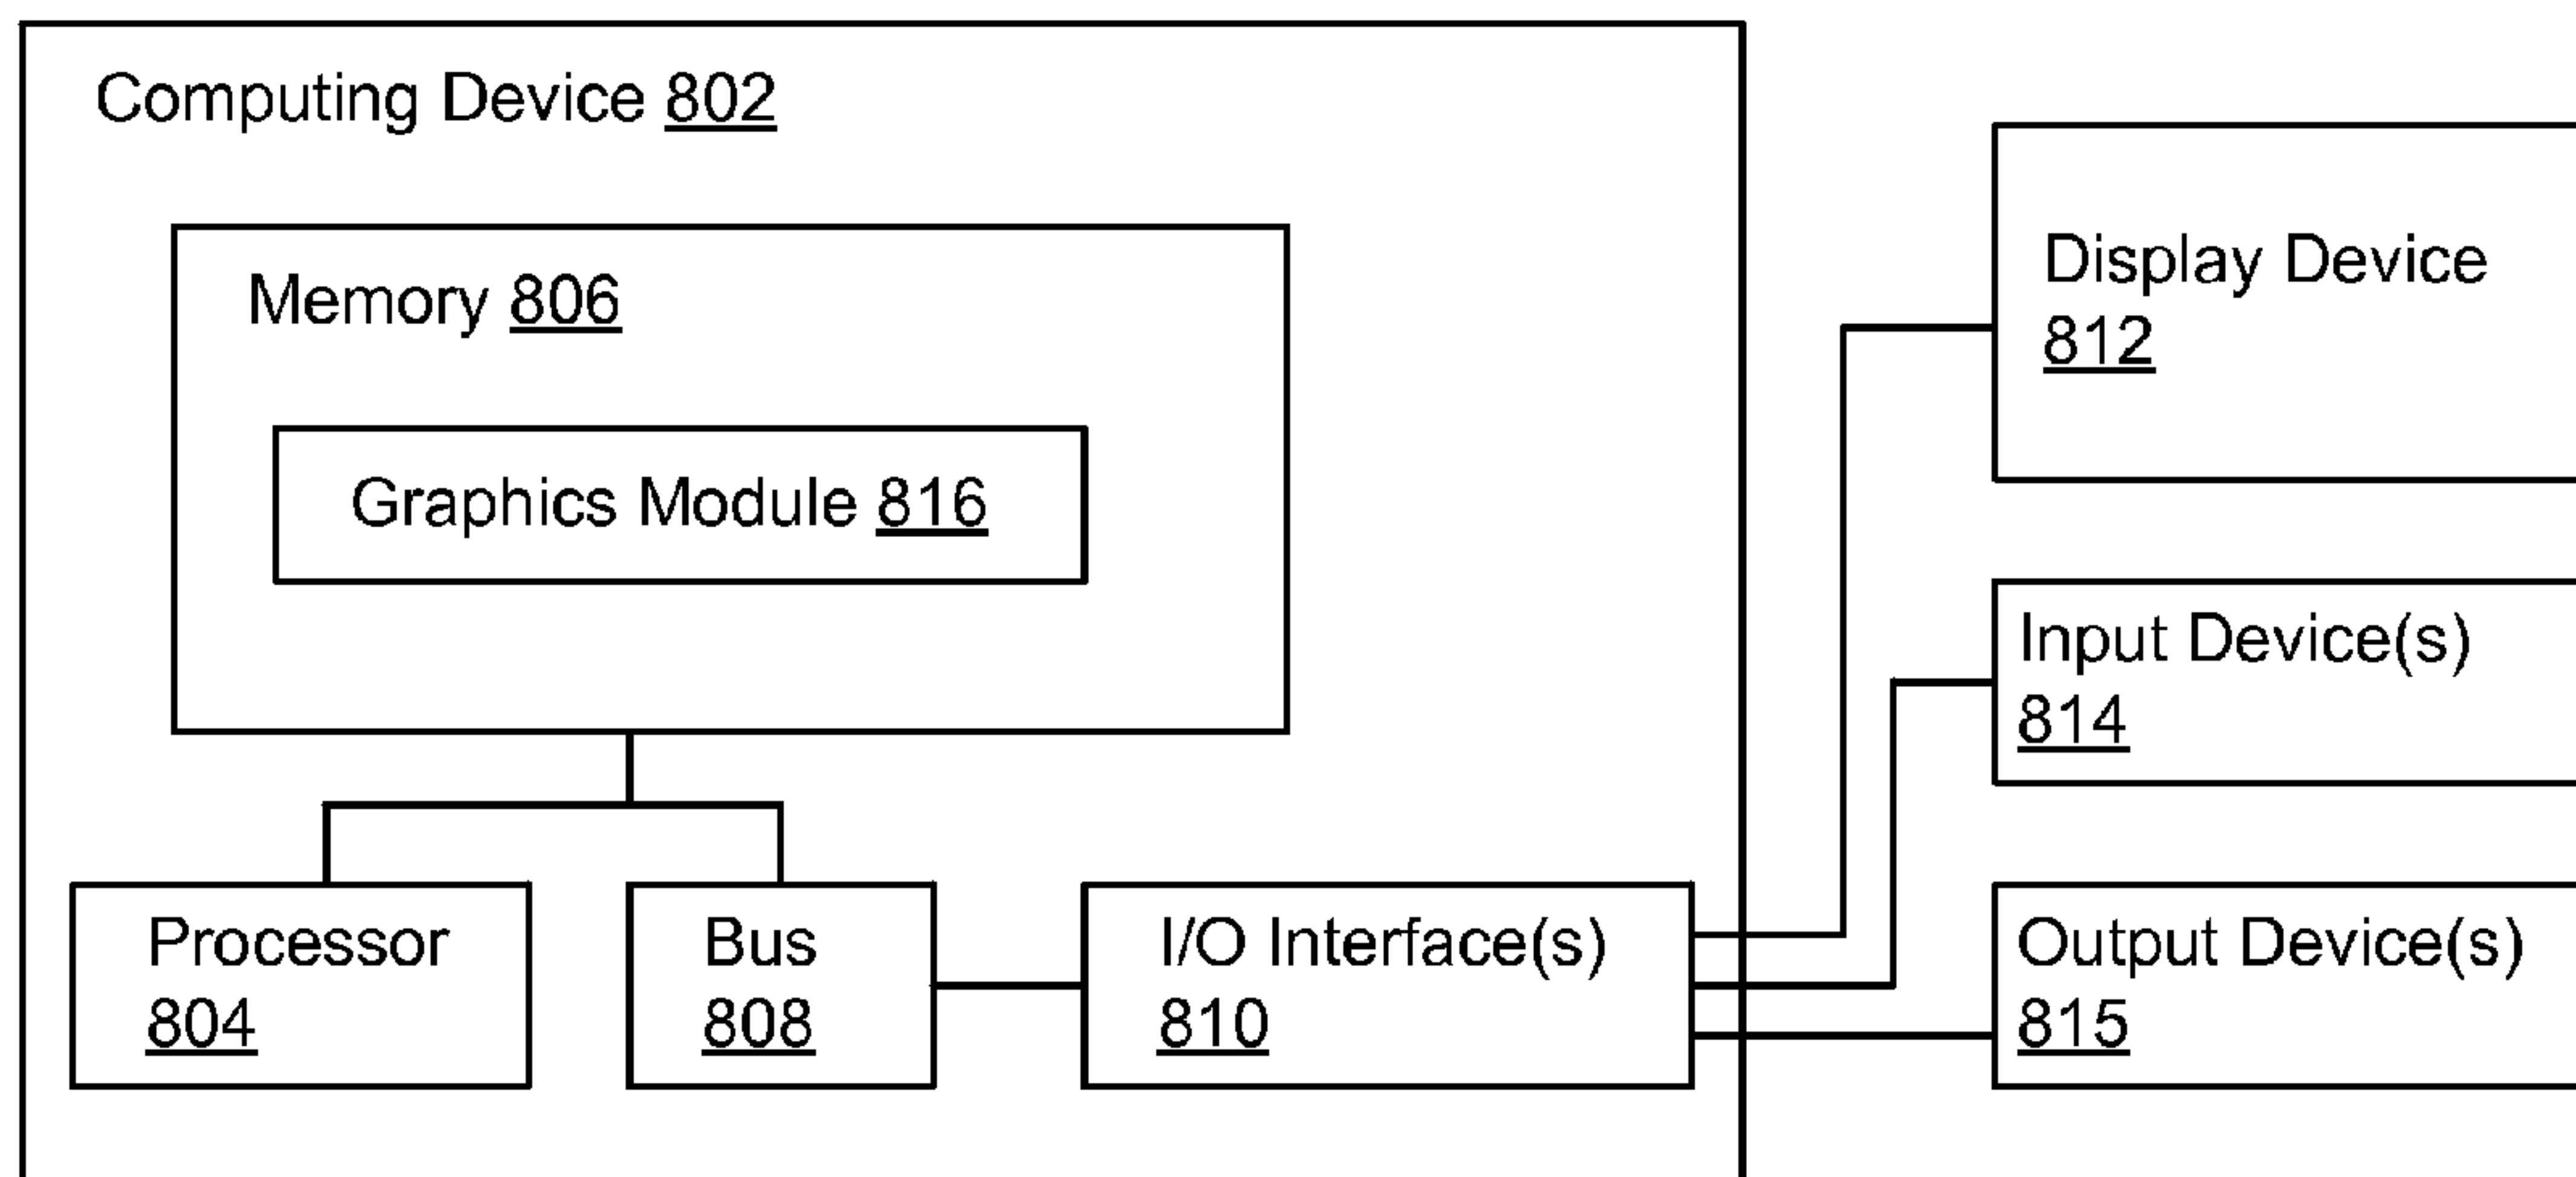 Computing Device 802
Memory 806
Graphics Module 816
Processor
804
Bus
808
I/O Interface(s)
810
Display Device
812
Input Device(s)
814
Output Device(s)
815